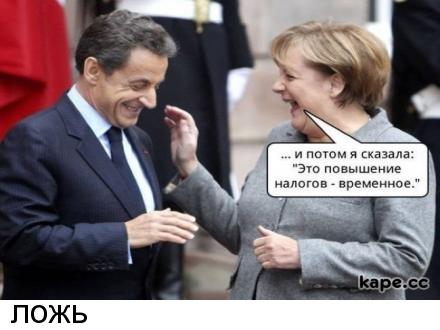 ... и потом я сказала:
"Это повышение
налогов - временное."
kape.cc
ЛОЖЬ